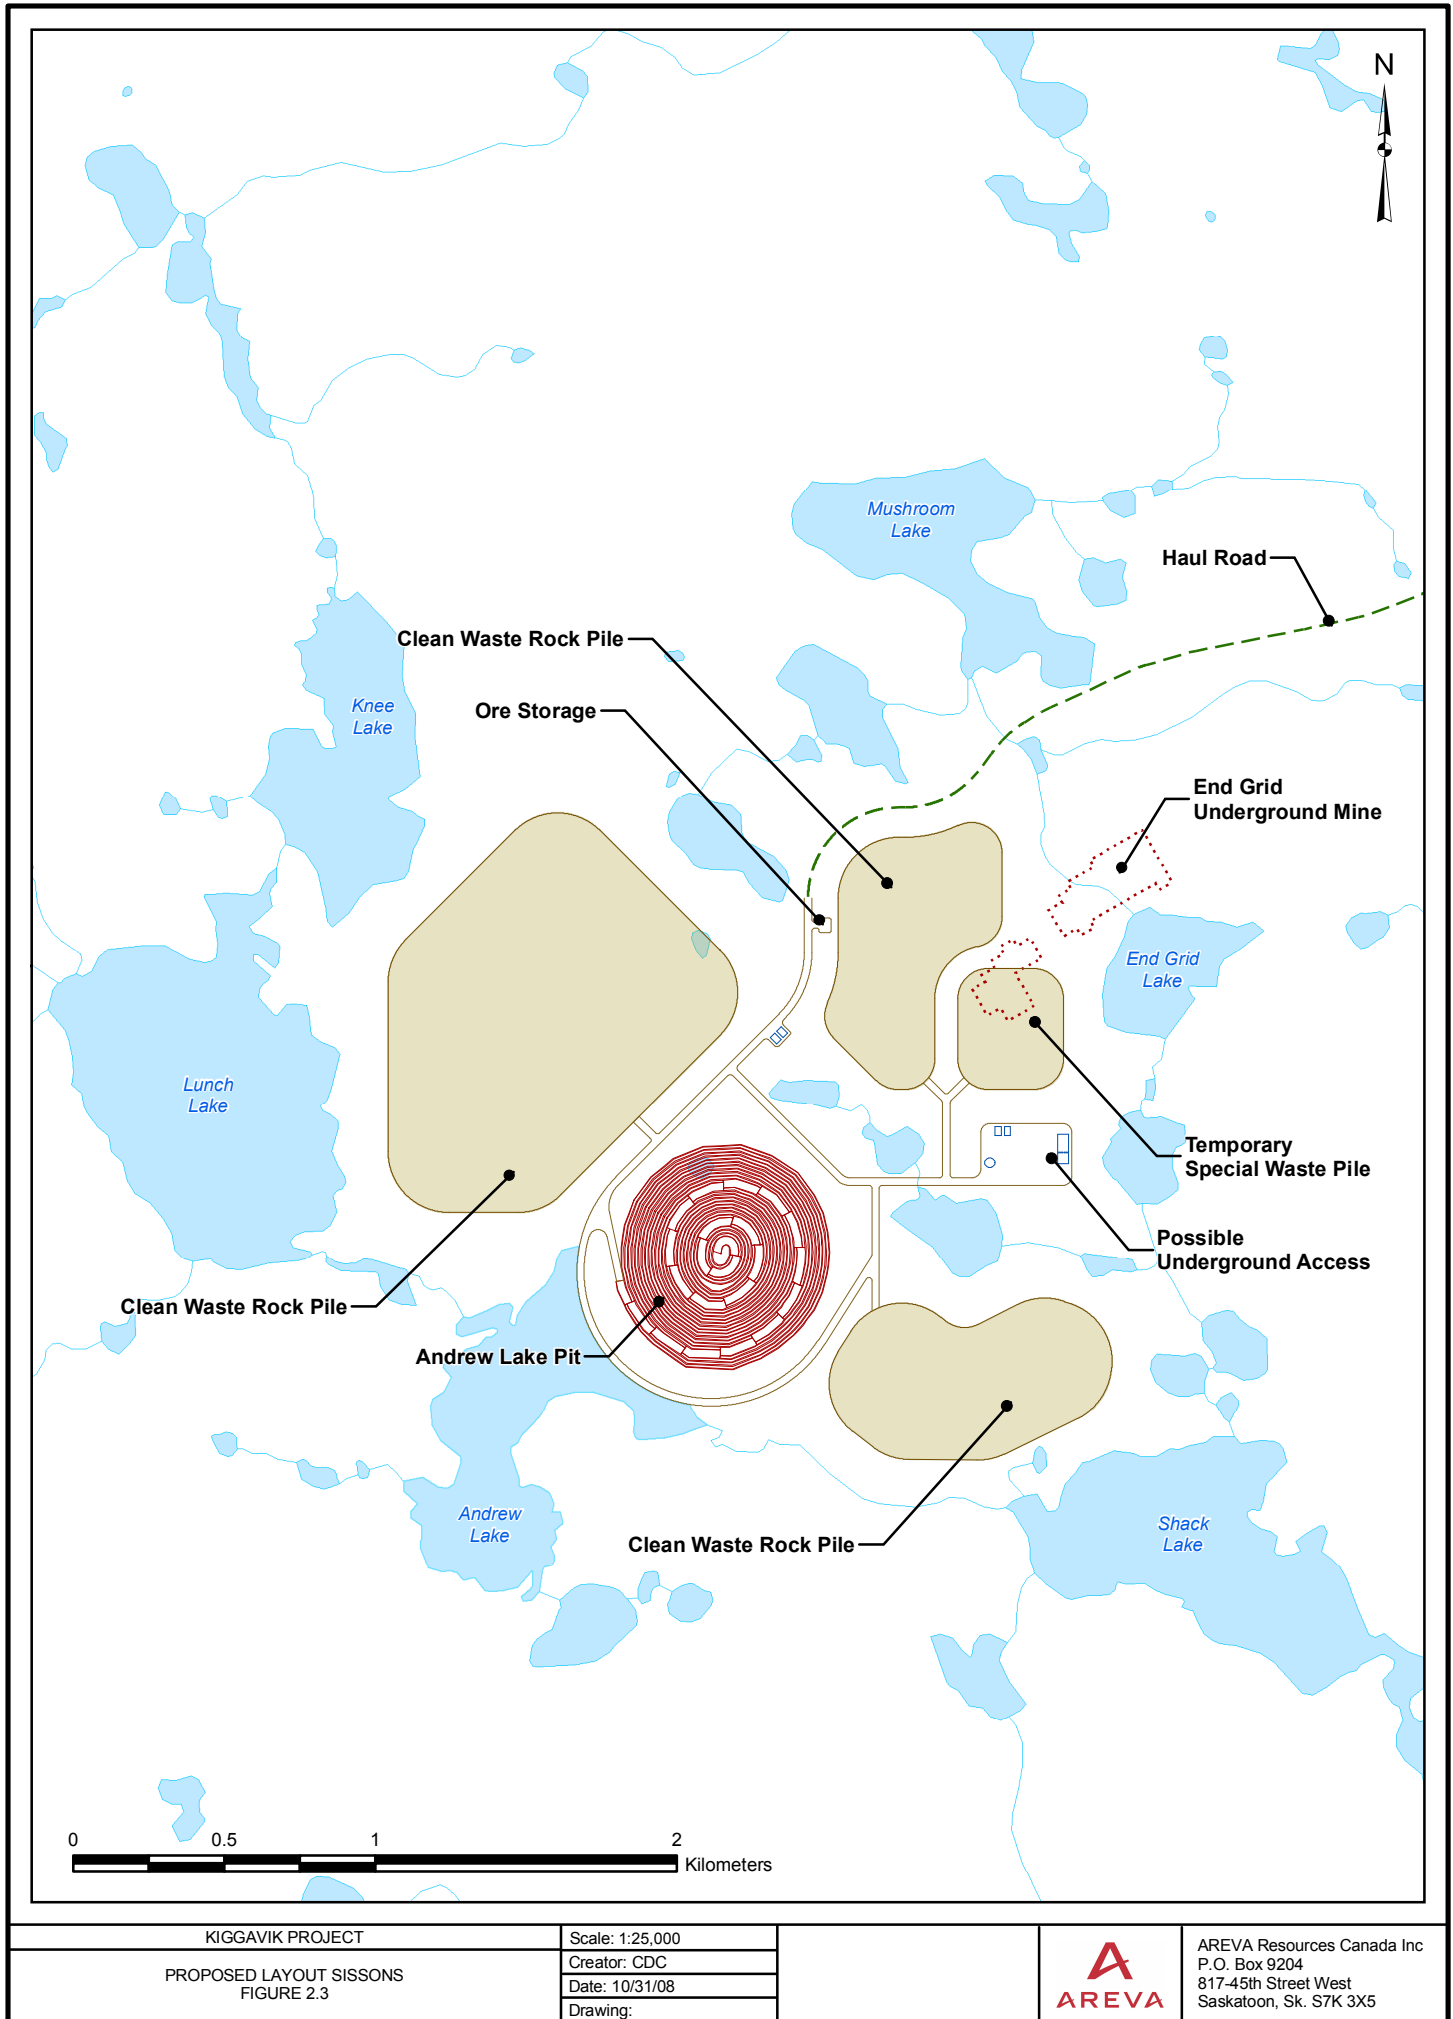 N
Mushroom
Lake
Haul Road
Clean Waste Rock Pile
Knee
Lake
Ore Storage
End Grid
Underground Mine
End Grid
Lake
Lunch
Lake
Temporary
Special Waste Pile
Possible
Underground Access
Clean Waste Rock Pile
Andrew Lake Pit
Andrew
Lake
Shack
Lake
Clean Waste Rock Pile
0 0.5 1 2
Kilometers
KIGGAVIK PROJECT
PROPOSED LAYOUT SISSONS
FIGURE 2.3
Scale: 1:25,000
Creator: CDC
Date: 10/31/08
Drawing:
AREVA
AREVA Resources Canada Inc
P.O. Box 9204
817-45th Street West
Saskatoon, Sk. S7K 3X5